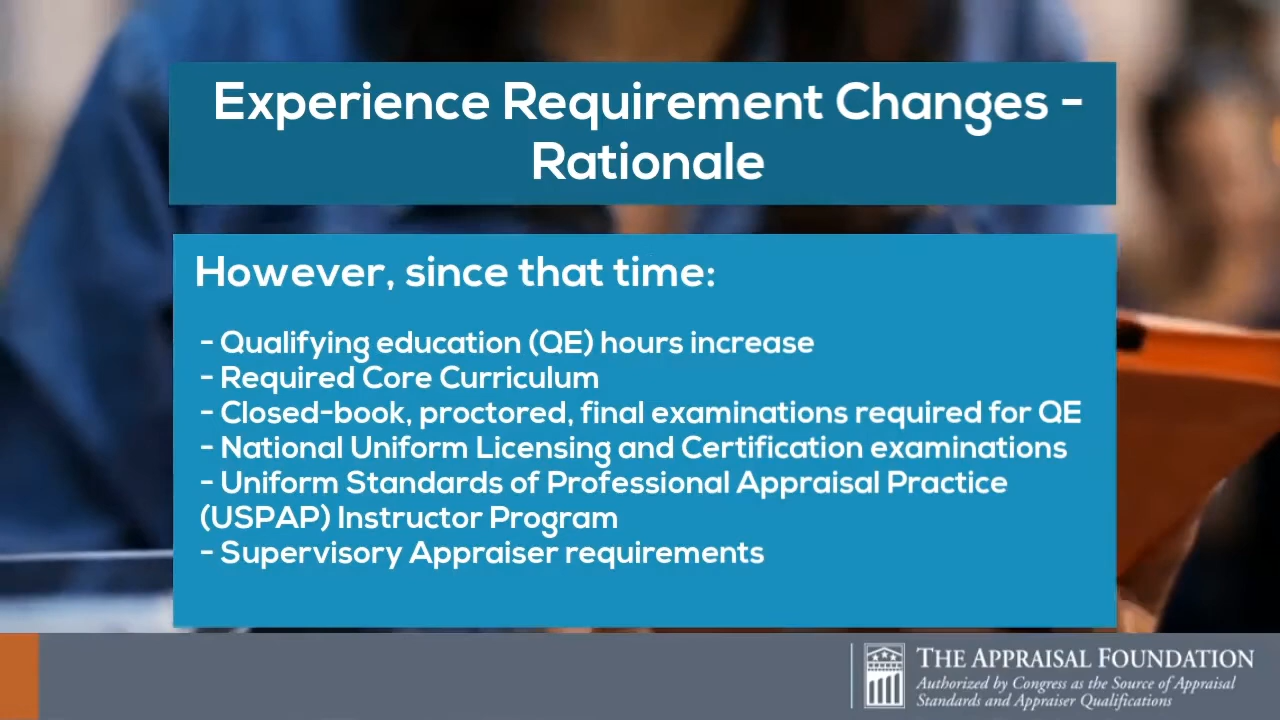 Experience Requirement Changes -
Rationale
However, since that time:
- Qualifying education (QE) hours increase
- Required Core Curriculum
- Closed-book, proctored, final examinations required for QE
- National Uniform Licensing and Certification examinations
- Uniform Standards of Professional Appraisal Practice
(USPAP) Instructor Program
- Supervisory Appraiser requirements
THE APPRAISAL FOUNDATION
Authorized by Congress as the Source of Appraisal
Standards and Appraiser Qualifications